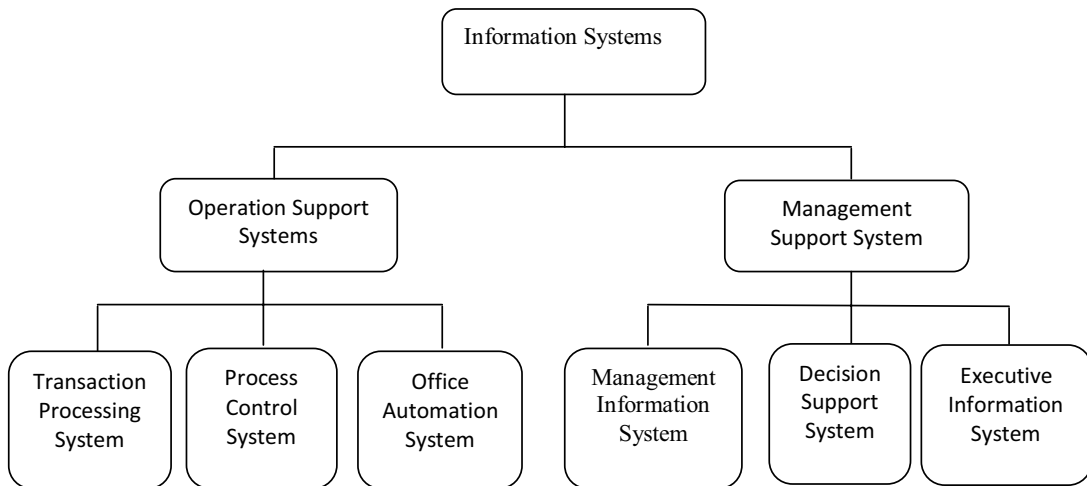 Information Systems
Operation Support
Systems
Management
Support System
Transaction
Processing
System
Process
Control
System
Office
Automation
System
Management
Information
System
Decision
Support
System
Executive
Information
System